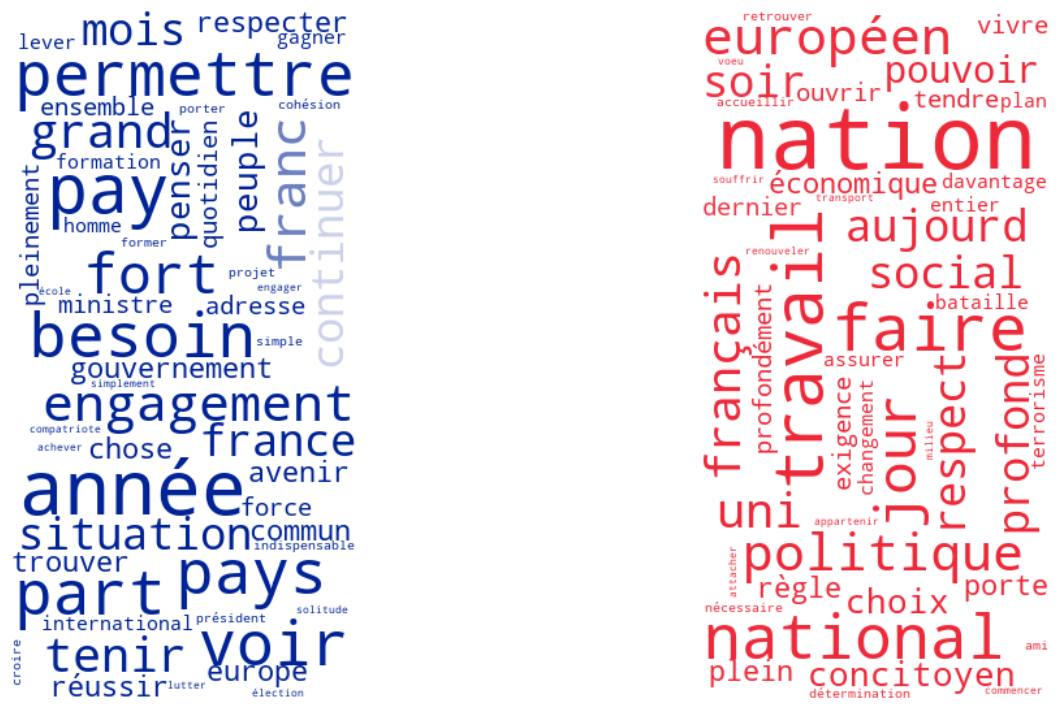 mois
respecter
lever
gagner
permettre
ensemble
porter
cohésion
grand
penser
quotidien
peuple
franc
continuer
formation
pay
pleinement
homme
former
fort
projet
engager
école
ministre
adresse
besoin
simple
gouvernement
simplement
engagement
compatriote
achever
chose
france
année
avenir
force
situation
commun
indispensable
trouver
part
pays
solitude
international
président
croire
tenir
voir
europe
réussir
lutter
élection
retrouver
européen
vivre
voeu
soir
pouvoir
accueillir
ouvrir
tendre
plan
nation
souffrir
économique
davantage
transport
dernier
entier
travail
aujourd
renouveler
français
profondément
social
bataille
faire
assurer
exigence
changement
jour
milieu
respect
profond
terrorisme
uni
appartenir
politique
attacher
règle
porte
choix
nécessaire
national
ami
plein
concitoyen
détermination
commencer